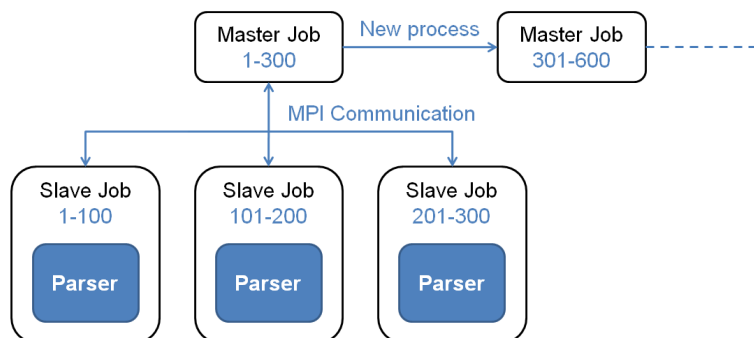 Master Job
1-300
New process
Master Job
301-600
MPI Communication
Slave Job
1-100
Parser
Slave Job
101-200
Parser
Slave Job
201-300
Parser